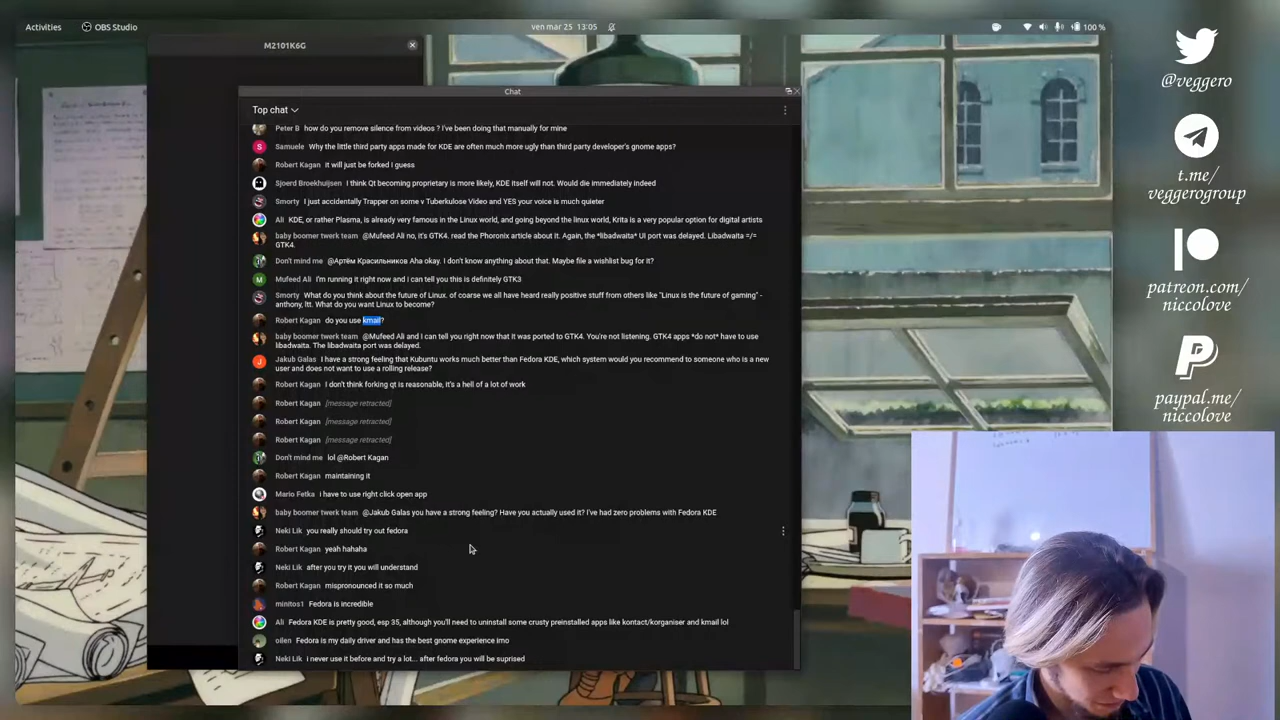 Activities
OBS Studio
ven mar 25 13:05
100 %
M2101K6G
Chat
Top chat
Peter B how do you remove silence from videos ? I've been doing that manually for mine
Samuele Why the little third party apps made for KDE are often much more ugly than third party developer's gnome apps?
Robert Kagan it will just be forked I guess
Sjoerd Broekhuijsen I think Qt becoming proprietary is more likely, KDE itself will not. Would die immediately indeed
Smorty I just accidentally Trapper on some v Tuberkulose Video and YES your voice is much quieter
Ali KDE, or rather Plasma, is already very famous in the Linux world, and going beyond the linux world, Krita is a very popular option for digital artists
baby boomer twerk team @Mufeed Ali no, it's GTK4. read the Phoronix article about it. Again, the *libadwaita* UI port was delayed. Libadwaita =/=
GTK4.
Don't mind me @Артём Красильников Aha okay. I don't know anything about that. Maybe file a wishlist bug for it?
Mufeed Ali I'm running it right now and i can tell you this is definitely GTK3
Smorty What do you think about the future of Linux. of coarse we all have heard really positive stuff from others like "Linux is the future of gaming" -
anthony, ltt. What do you want Linux to become?
Robert Kagan do you use kmail?
baby boomer twerk team @Mufeed Ali and I can tell you right now that it was ported to GTK4. You're not listening. GTK4 apps *do not* have to use
libadwaita. The libadwaita port was delayed.
Jakub Galas I have a strong feeling that Kubuntu works much better than Fedora KDE, which system would you recommend to someone who is a new
user and does not want to use a rolling release?
Robert Kagan I don't think forking qt is reasonable, it's a hell of a lot of work
Robert Kagan [message retracted]
Robert Kagan [message retracted]
Robert Kagan [message retracted]
Don't mind me lol @Robert Kagan
Robert Kagan maintaining it
Mario Fetka i have to use right click open app
baby boomer twerk team @Jakub Galas you have a strong feeling? Have you actually used it? I've had zero problems with Fedora KDE
Neki Lik you really should try out fedora
Robert Kagan yeah hahaha
Neki Lik after you try it you will understand
Robert Kagan mispronounced it so much
minitos1 Fedora is incredible
Ali Fedora KDE is pretty good, esp 35, although you'll need to uninstall some crusty preinstalled apps like kontact/korganiser and kmail lol
oilen Fedora is my daily driver and has the best gnome experience imo
Neki Lik i never use it before and try a lot... after fedora you will be suprised
@veggero
t.me/
veggerogroup
patreon.com/
niccolove
paypal.me/
niccolove